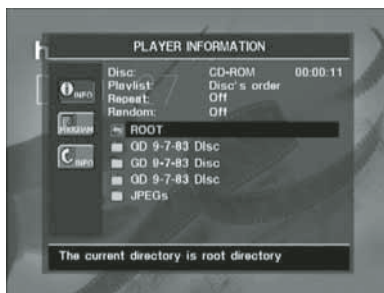 PLAYER INFORMATION
Disc: CD-ROM 00:00:11
Playlist: Disc's order
Repeat: Off
Random: Off
INFO
PROGRAM
INFO
ROOT
GD 9-7-83 Disc
GD 9-7-83 Disc
GD 9-7-83 Disc
JPEGs
The current directory is root directory